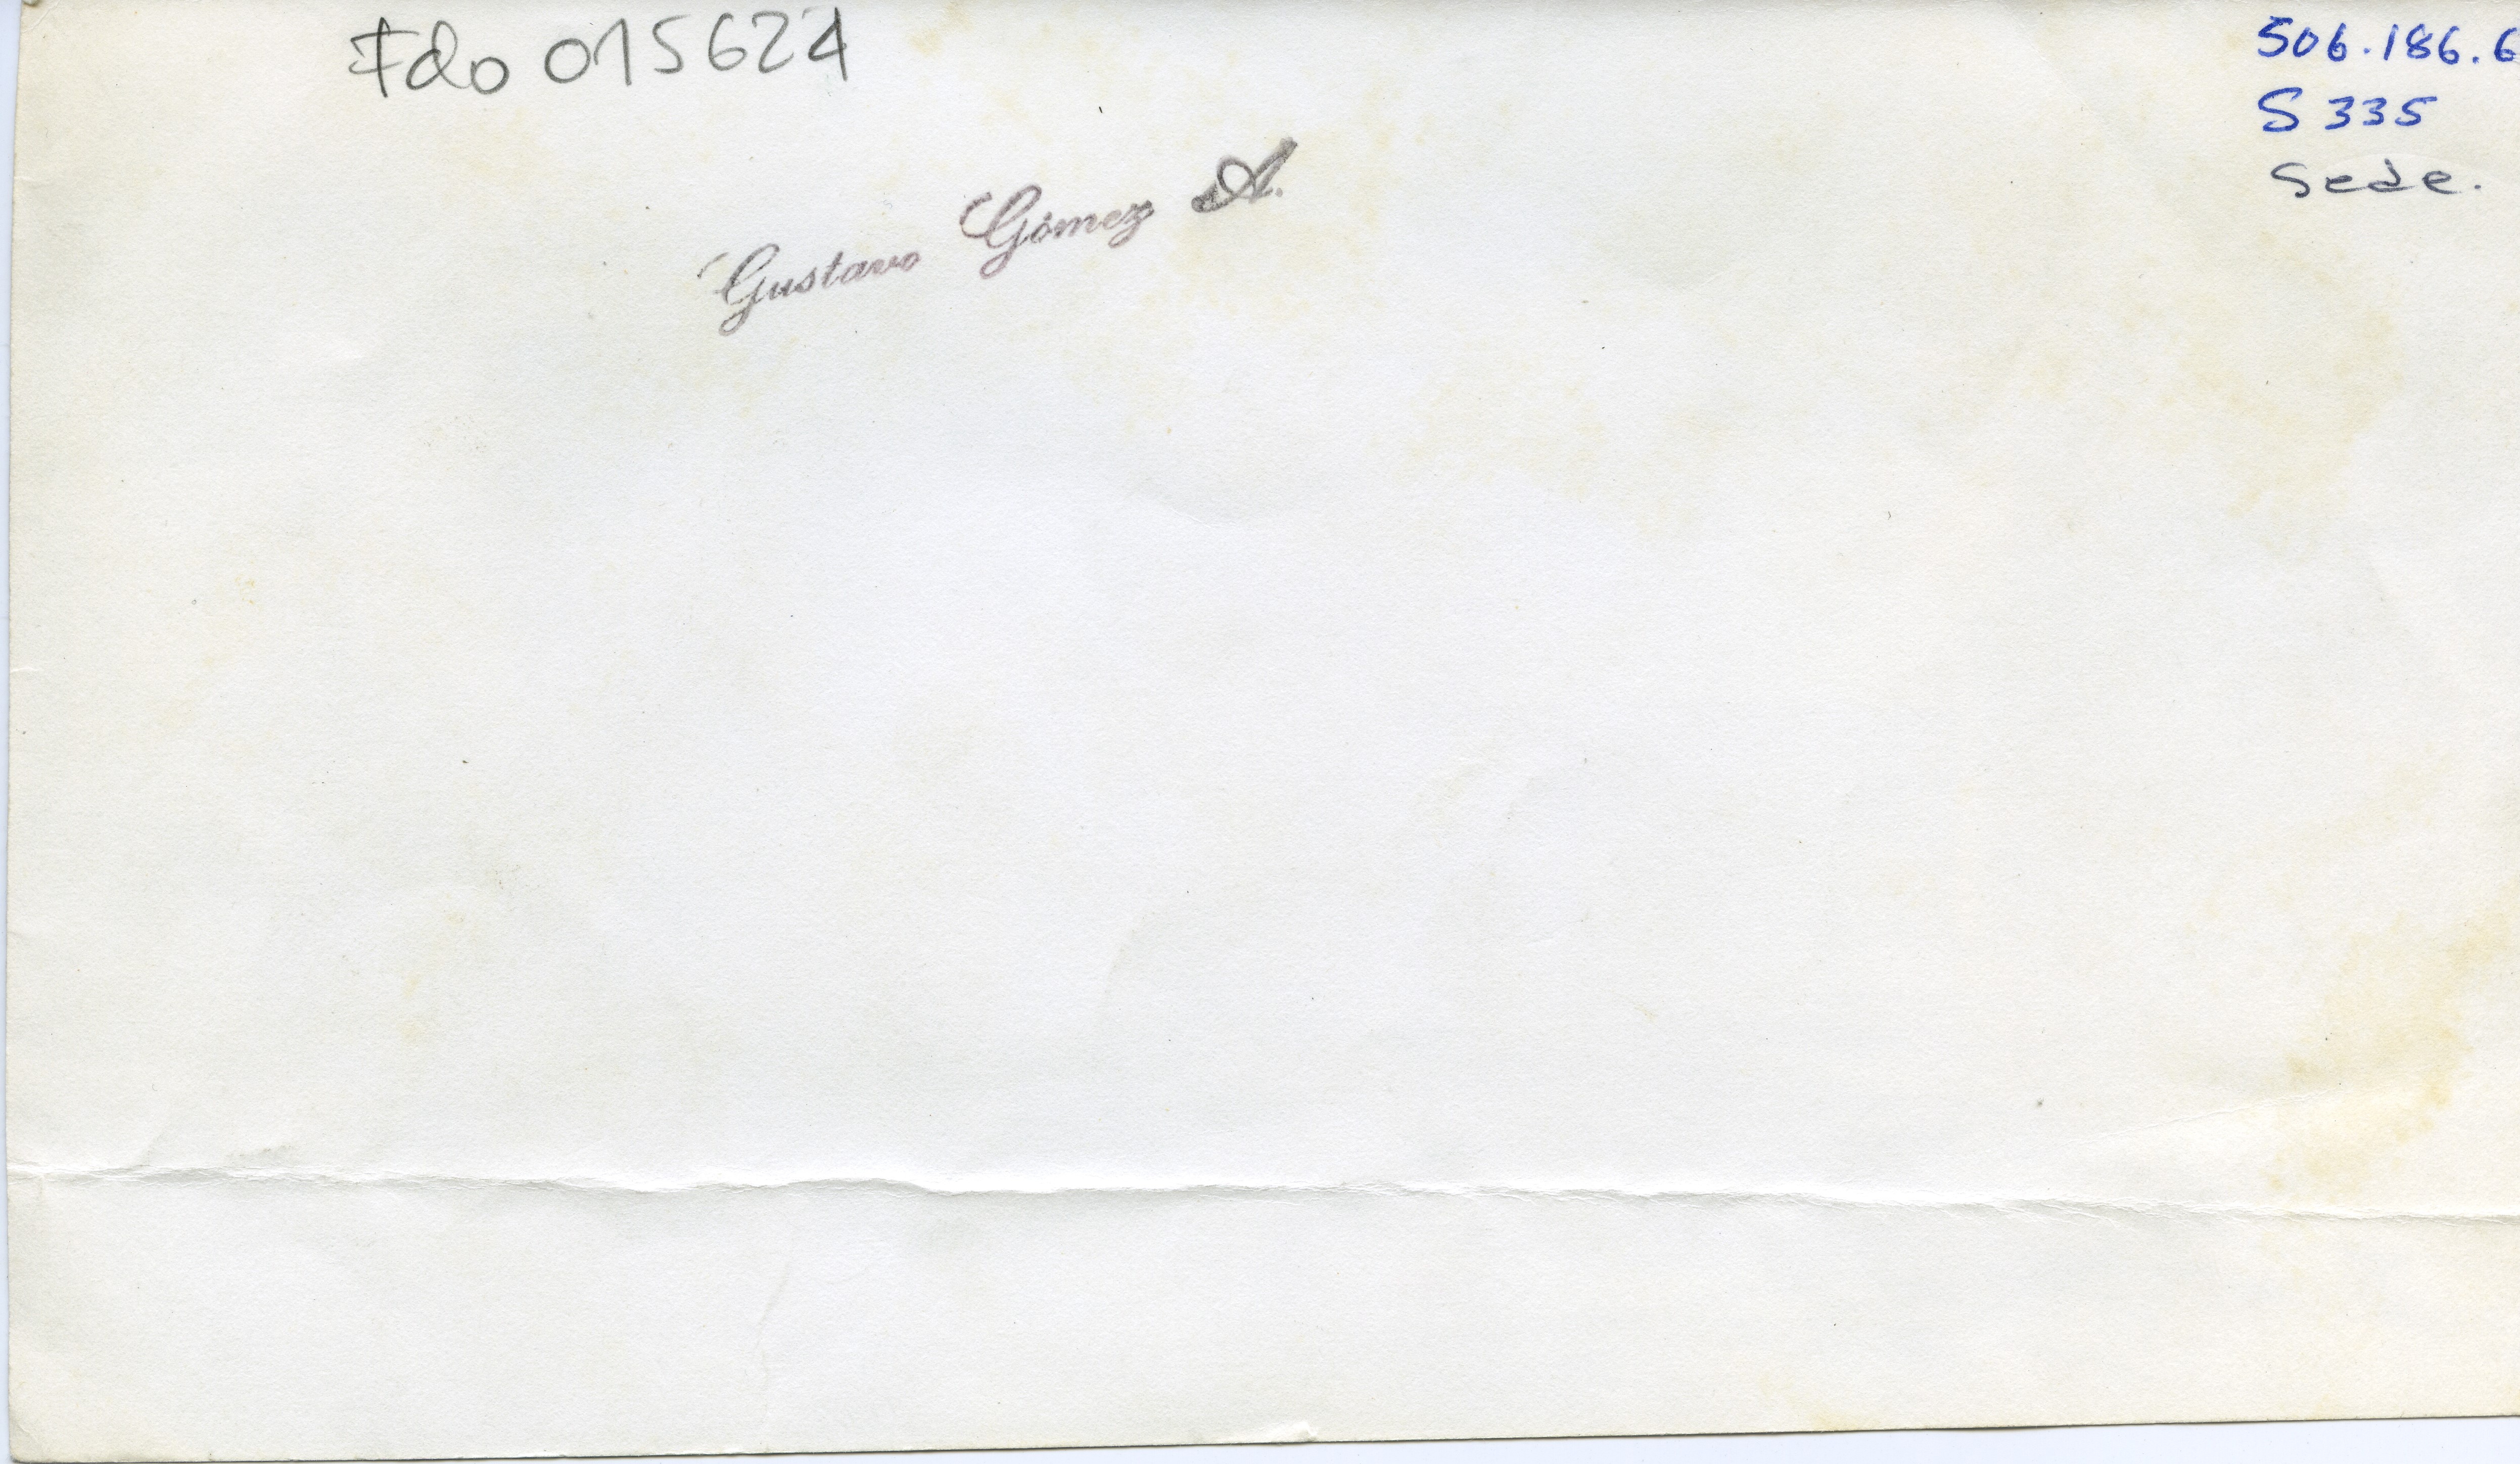 Fdo 015624
506.186.6
S 335
Sede.
Gustavo Gómez A.